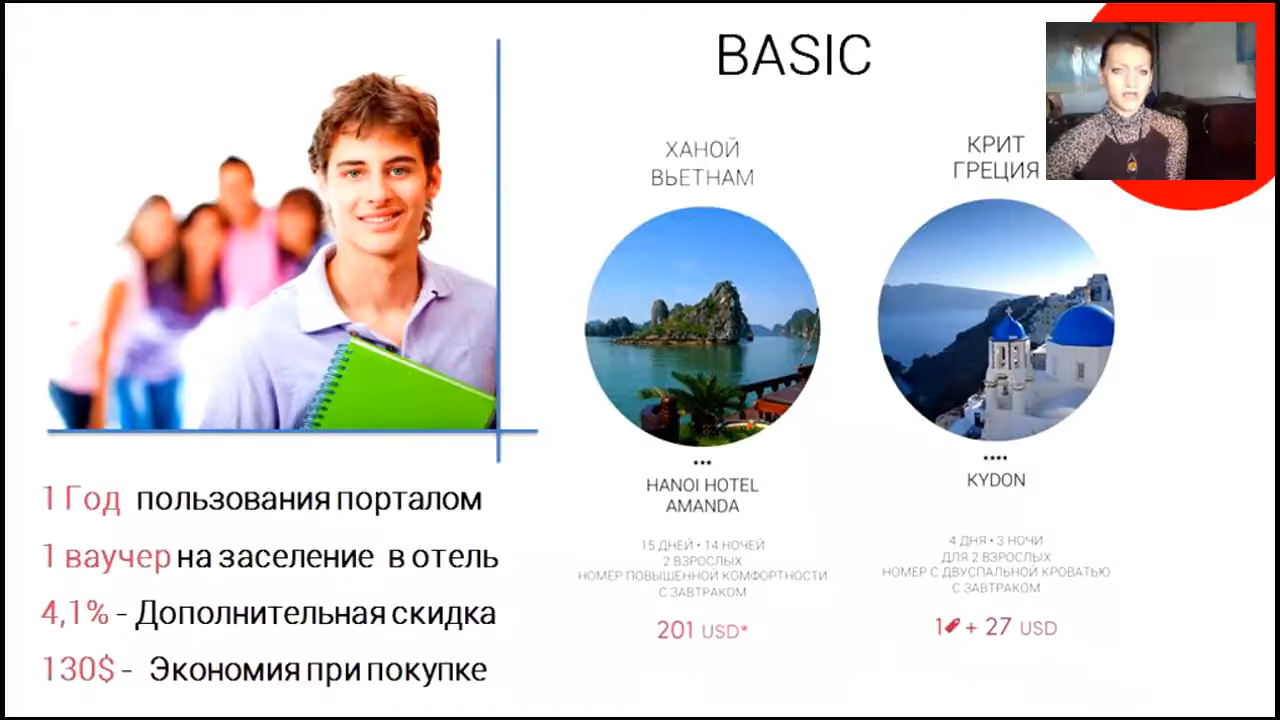 BASIC
ХАНОЙ
ВЬЕТНАМ
КРИТ
ГРЕЦИЯ
HANOI HOTEL
AMANDA
15 ДНЕЙ • 14 НОЧЕЙ
2 ВЗРОСЛЫХ
НОМЕР ПОВЫШЕННОЙ КОМФОРТНОСТИ
С ЗАВТРАКОМ
201 USD*
KYDON
4 ДНЯ • 3 НОЧИ
ДЛЯ 2 ВЗРОСЛЫХ
НОМЕР С ДВУСПАЛЬНОЙ КРОВАТЬЮ
С ЗАВТРАКОМ
1 + 27 USD
1 Год пользования порталом
1 ваучер на заселение в отель
4,1% - Дополнительная скидка
130$ - Экономия при покупке